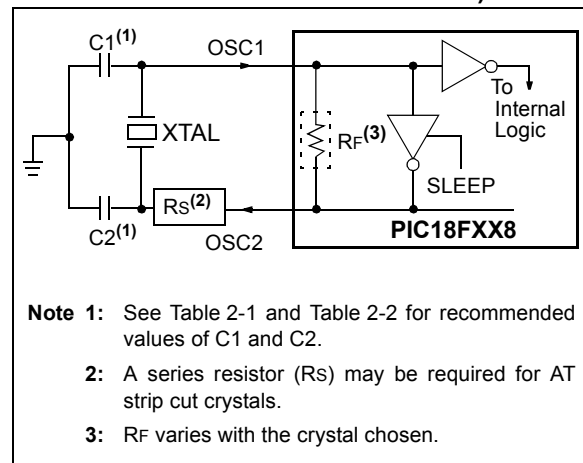 C1(1)
OSC1
To
Internal
Logic
XTAL
RF(3)
SLEEP
C2(1)
RS(2)
OSC2
PIC18FXX8
Note 1: See Table 2-1 and Table 2-2 for recommended
values of C1 and C2.
2: A series resistor (RS) may be required for AT
strip cut crystals.
3: RF varies with the crystal chosen.